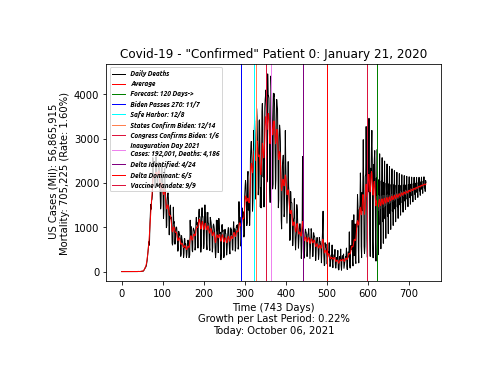 Covid-19 - "Confirmed" Patient 0: January 21, 2020
US Cases (Mill): 56,865,915
Mortality: 705,225 (Rate: 1.60%)
4000
3000
2000
1000
0
Daily Deaths
Average
Forecast: 120 Days->
Biden Passes 270: 11/7
Safe Harbor: 12/8
States Confirm Biden: 12/14
Congress Confirms Biden: 1/6
Inauguration Day 2021
Cases: 192,001, Deaths: 4,186
Delta Identified: 4/24
Delta Dominant: 6/5
Vaccine Mandate: 9/9
0 100 200 300 400 500 600 700
Time (743 Days)
Growth per Last Period: 0.22%
Today: October 06, 2021